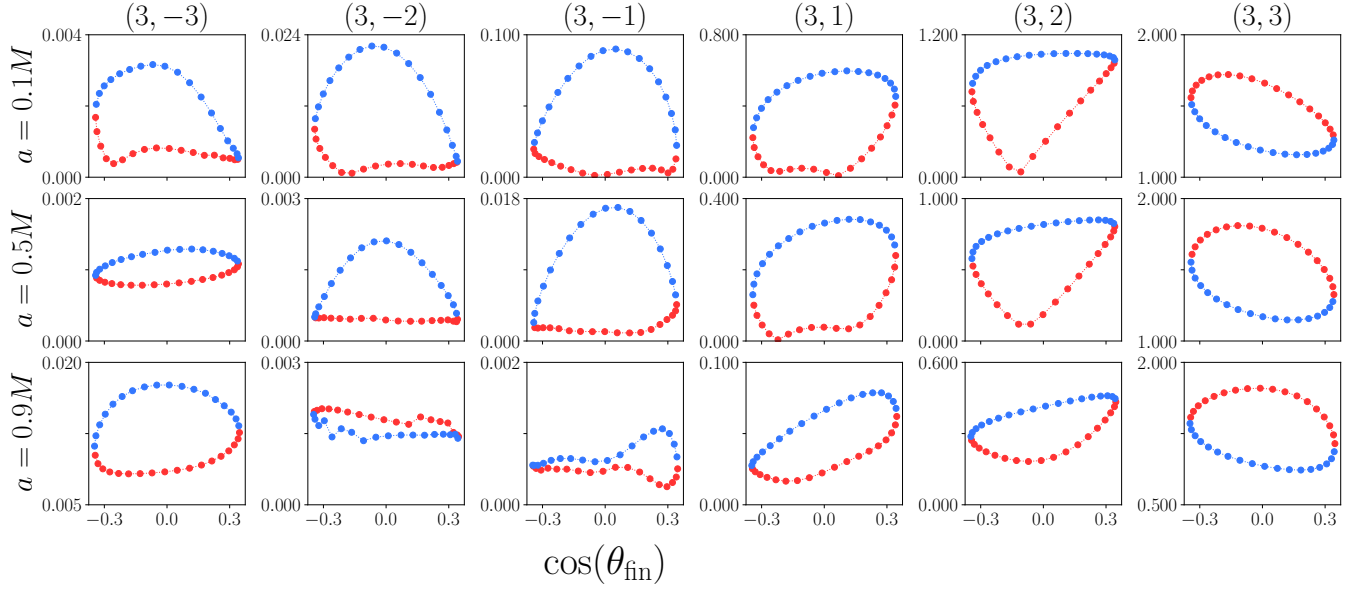 (3, −3) (3, −2) (3, −1) (3, 1) (3, 2) (3, 3)
0.004 0.024 0.100 0.800 1.200 2.000
a = 0.1M
0.000 0.000 0.000 0.000 0.000 1.000
0.002 0.003 0.018 0.400 1.000 2.000
a = 0.5M
0.000 0.000 0.000 0.000 0.000 1.000
0.020 0.003 0.002 0.100 0.600 2.000
a = 0.9M
0.005 0.000 0.000 0.000 0.000 0.500
−0.3 0.0 0.3 −0.3 0.0 0.3 −0.3 0.0 0.3 −0.3 0.0 0.3 −0.3 0.0 0.3 −0.3 0.0 0.3
cos(θfin)